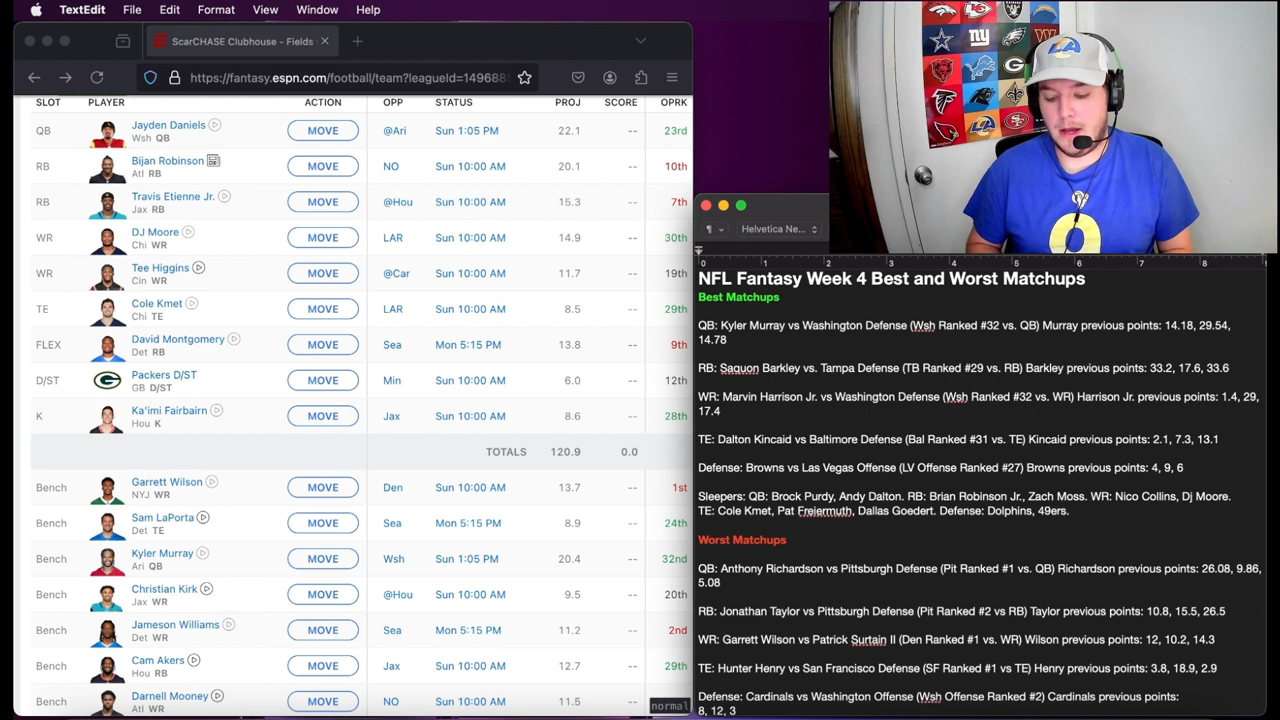 TextEdit File Edit Format View Window Help
ScarCHASE Clubhouse - Fields
https://fantasy.espn.com/football/team?leagueId=149688
SLOT PLAYER ACTION OPP STATUS PROJ SCORE OPRK
QB Jayden Daniels Wsh QB MOVE @Ari Sun 1:05 PM 22.1 -- 23rd
RB Bijan Robinson Atl RB MOVE NO Sun 10:00 AM 20.1 -- 10th
RB Travis Etienne Jr. Jax RB MOVE @Hou Sun 10:00 AM 15.3 -- 7th
WR DJ Moore Chi WR MOVE LAR Sun 10:00 AM 14.9 -- 30th
WR Tee Higgins Cin WR MOVE @Car Sun 10:00 AM 11.7 -- 19th
TE Cole Kmet Chi TE MOVE LAR Sun 10:00 AM 8.5 -- 29th
FLEX David Montgomery Det RB MOVE Sea Mon 5:15 PM 13.8 -- 9th
D/ST Packers D/ST GB D/ST MOVE Min Sun 10:00 AM 6.0 -- 12th
K Ka'imi Fairbairn Hou K MOVE Jax Sun 10:00 AM 8.6 -- 28th
TOTALS 120.9 0.0
Bench Garrett Wilson NYJ WR MOVE Den Sun 10:00 AM 13.7 -- 1st
Bench Sam LaPorta Det TE MOVE Sea Mon 5:15 PM 8.9 -- 24th
Bench Kyler Murray Ari QB MOVE Wsh Sun 1:05 PM 20.4 -- 32nd
Bench Christian Kirk Jax WR MOVE @Hou Sun 10:00 AM 9.5 -- 20th
Bench Jameson Williams Det WR MOVE Sea Mon 5:15 PM 11.2 -- 2nd
Bench Cam Akers Hou RB MOVE Jax Sun 10:00 AM 12.7 -- 29th
Bench Darnell Mooney Atl WR MOVE NO Sun 10:00 AM 11.5 --
normal
Helvetica Ne...
0 1 2 3 4 5 6 7 8
NFL Fantasy Week 4 Best and Worst Matchups
Best Matchups
QB: Kyler Murray vs Washington Defense (Wsh Ranked #32 vs. QB) Murray previous points: 14.18, 29.54,
14.78
RB: Saquon Barkley vs. Tampa Defense (TB Ranked #29 vs. RB) Barkley previous points: 33.2, 17.6, 33.6
WR: Marvin Harrison Jr. vs Washington Defense (Wsh Ranked #32 vs. WR) Harrison Jr. previous points: 1.4, 29,
17.4
TE: Dalton Kincaid vs Baltimore Defense (Bal Ranked #31 vs. TE) Kincaid previous points: 2.1, 7.3, 13.1
Defense: Browns vs Las Vegas Offense (LV Offense Ranked #27) Browns previous points: 4, 9, 6
Sleepers: QB: Brock Purdy, Andy Dalton. RB: Brian Robinson Jr., Zach Moss. WR: Nico Collins, Dj Moore.
TE: Cole Kmet, Pat Freiermuth, Dallas Goedert. Defense: Dolphins, 49ers.
Worst Matchups
QB: Anthony Richardson vs Pittsburgh Defense (Pit Ranked #1 vs. QB) Richardson previous points: 26.08, 9.86,
5.08
RB: Jonathan Taylor vs Pittsburgh Defense (Pit Ranked #2 vs RB) Taylor previous points: 10.8, 15.5, 26.5
WR: Garrett Wilson vs Patrick Surtain II (Den Ranked #1 vs. WR) Wilson previous points: 12, 10.2, 14.3
TE: Hunter Henry vs San Francisco Defense (SF Ranked #1 vs TE) Henry previous points: 3.8, 18.9, 2.9
Defense: Cardinals vs Washington Offense (Wsh Offense Ranked #2) Cardinals previous points:
8, 12, 3